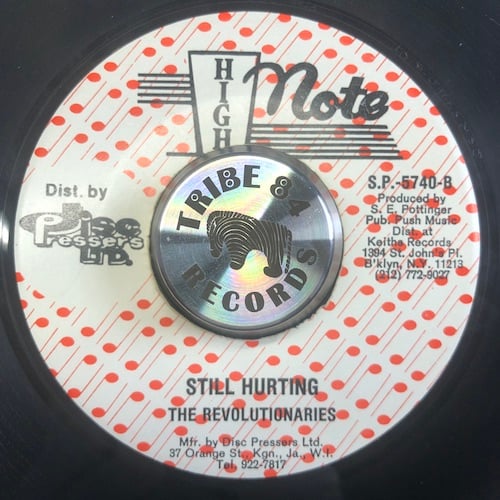 HIGH Note
Dist. by
Disc Pressers LTD.
S.P.-5740-B
Produced by
S. E. Pottinger
Pub. Push Music
Dist. at
Keitha Records
1394 St. John's Pl.
B'klyn, N.Y. 11213
(212) 772-9027
TRIBE 84
RECORDS
STILL HURTING
THE REVOLUTIONARIES
Mfr. by Disc Pressers Ltd.
37 Orange St., Kgn., Ja., W.I.
Tel. 922-7817